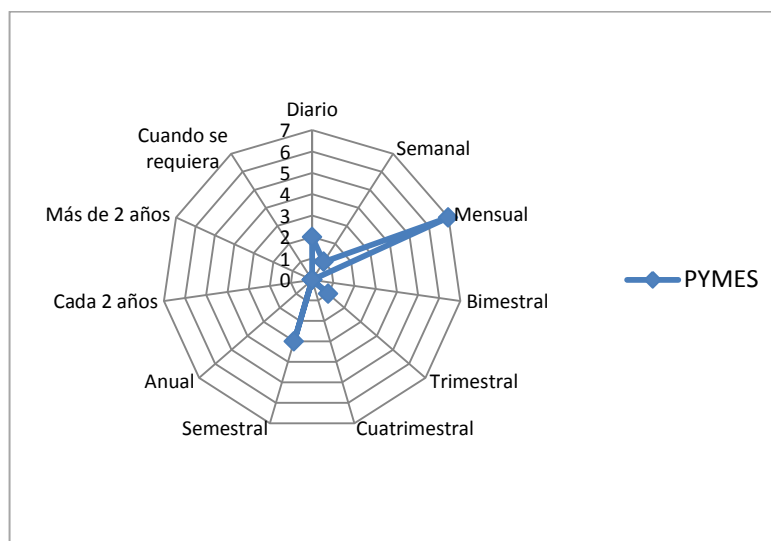 Diario
Cuando se
requiera
Semanal
7
6
5
4
3
2
1
0
Más de 2 años
Mensual
PYMES
Cada 2 años
Bimestral
Anual
Trimestral
Semestral
Cuatrimestral